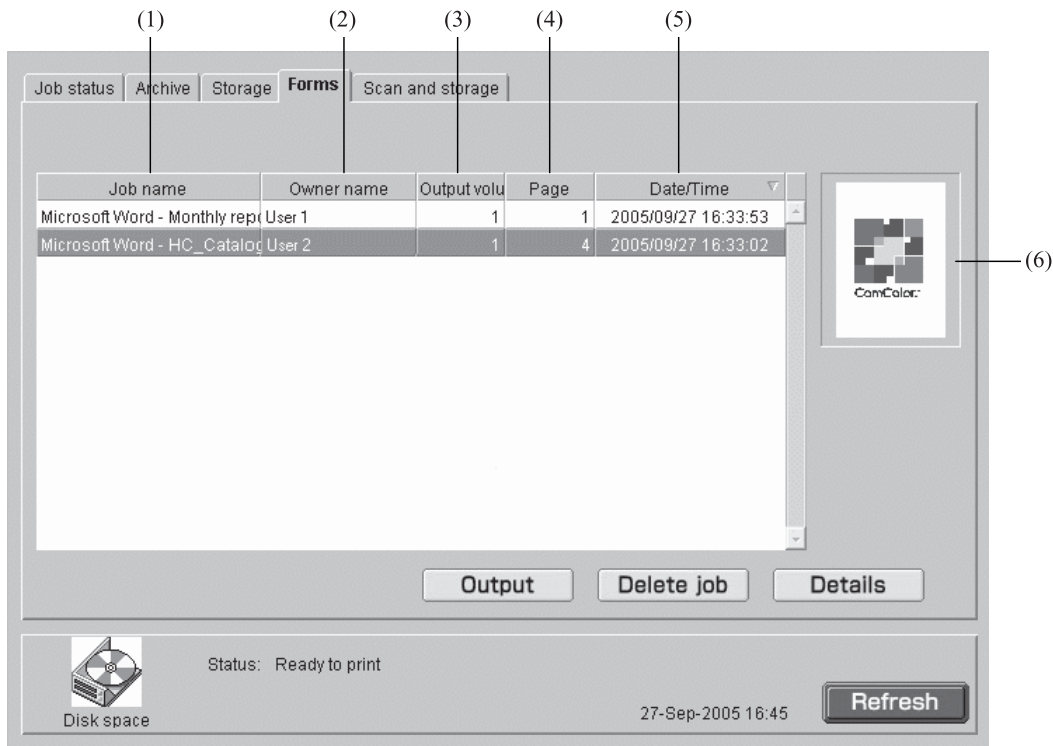 (1) (2) (3) (4) (5)
Job status Archive Storage Forms Scan and storage
Job name Owner name Output volu Page Date/Time
Microsoft Word - Monthly repo User 1 1 1 2005/09/27 16:33:53
Microsoft Word - HC_Catalog User 2 1 4 2005/09/27 16:33:02
ComColor
(6)
Output Delete job Details
Status: Ready to print
Disk space
27-Sep-2005 16:45
Refresh